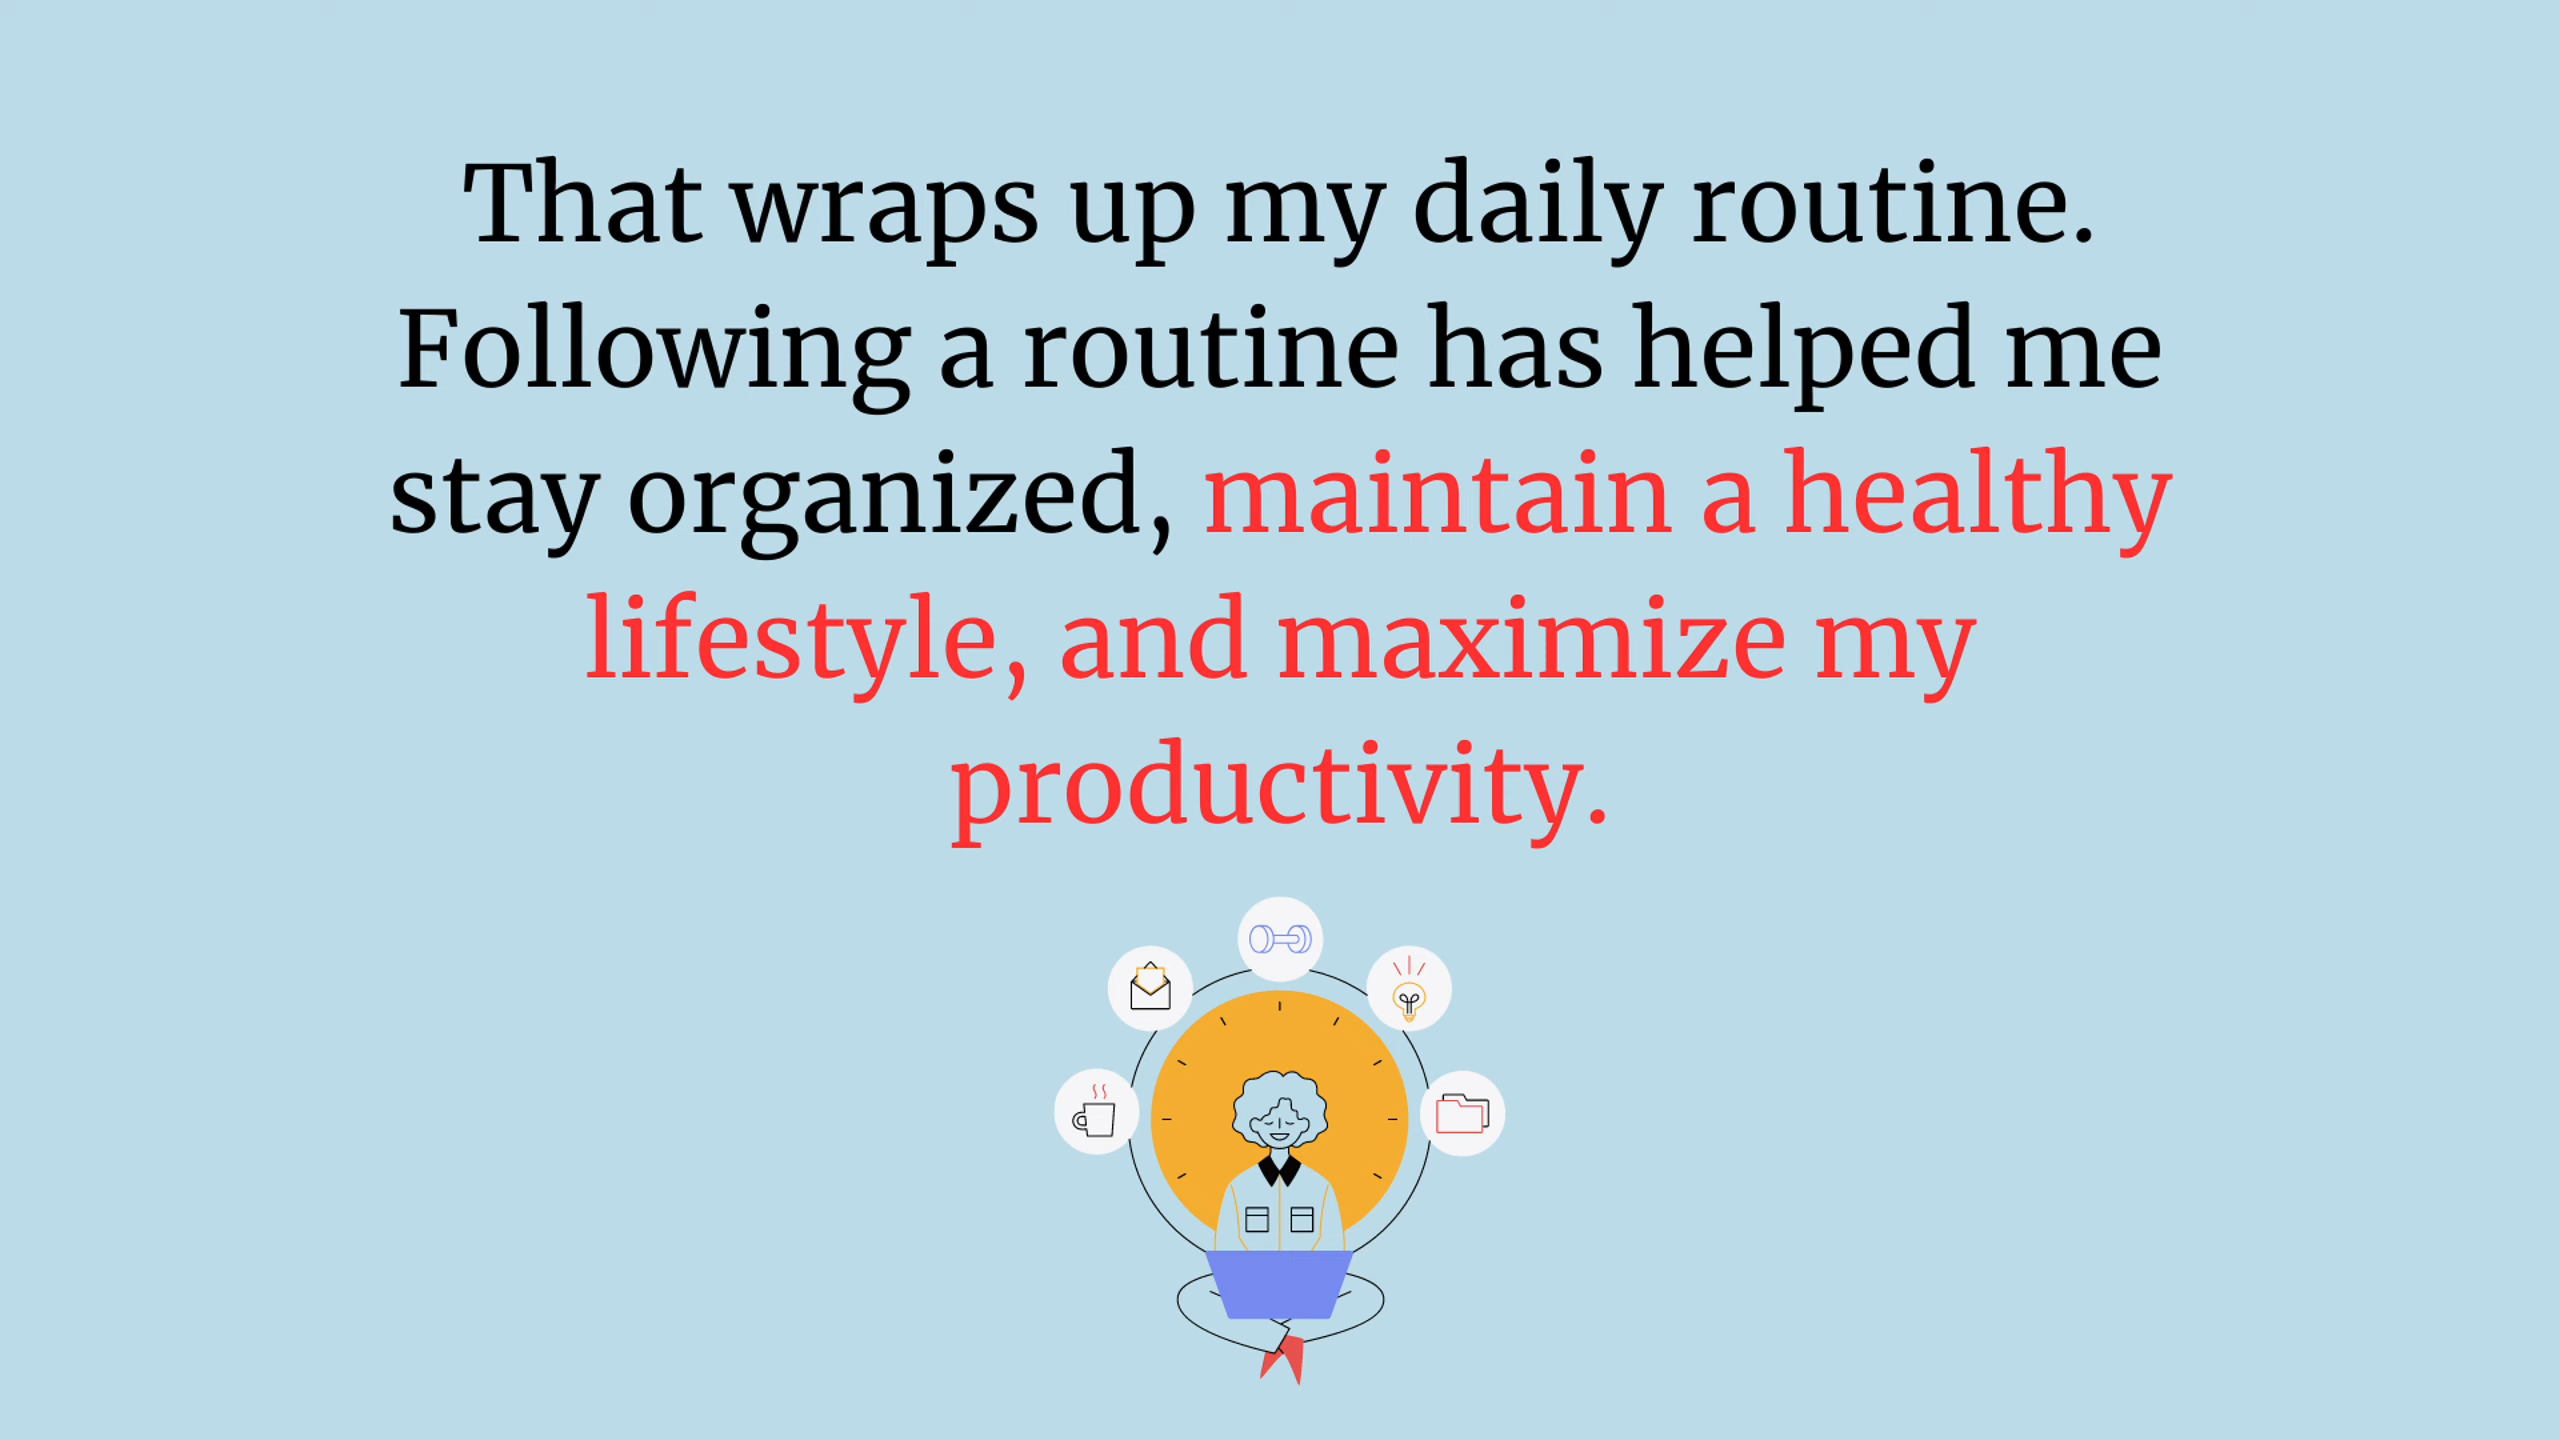 That wraps up my daily routine.
Following a routine has helped me
stay organized, maintain a healthy
lifestyle, and maximize my
productivity.